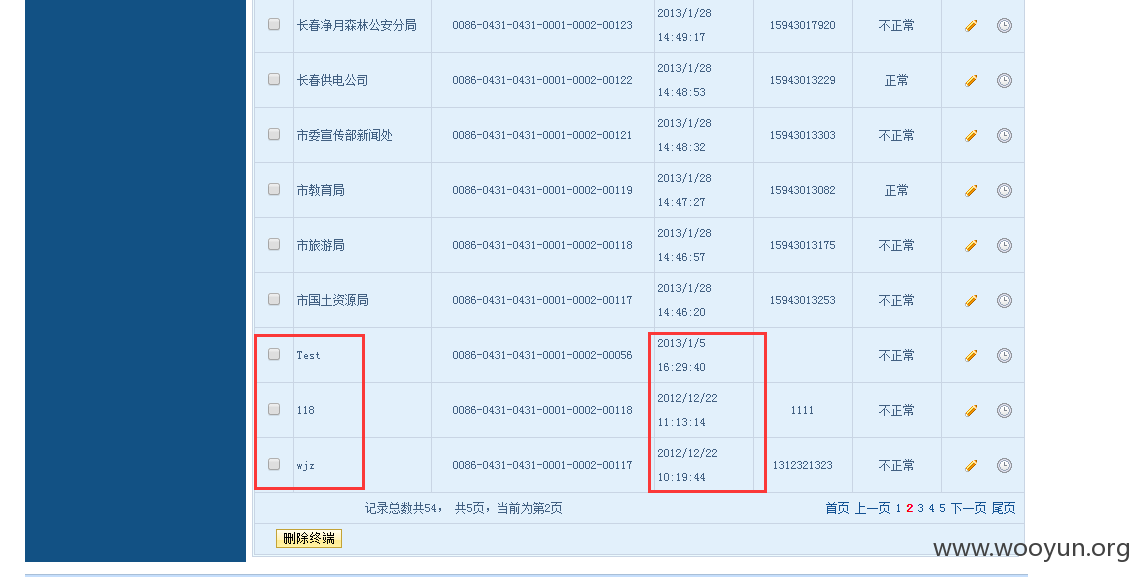 长春净月森林公安分局 0086-0431-0431-0001-0002-00123 2013/1/28 14:49:17 15943017920 不正常
长春供电公司 0086-0431-0431-0001-0002-00122 2013/1/28 14:48:53 15943013229 正常
市委宣传部新闻处 0086-0431-0431-0001-0002-00121 2013/1/28 14:48:32 15943013303 不正常
市教育局 0086-0431-0431-0001-0002-00119 2013/1/28 14:47:27 15943013082 正常
市旅游局 0086-0431-0431-0001-0002-00118 2013/1/28 14:46:57 15943013175 不正常
市国土资源局 0086-0431-0431-0001-0002-00117 2013/1/28 14:46:20 15943013253 不正常
Test 0086-0431-0431-0001-0002-00056 2013/1/5 16:29:40 不正常
118 0086-0431-0431-0001-0002-00118 2012/12/22 11:13:14 1111 不正常
wjz 0086-0431-0431-0001-0002-00117 2012/12/22 10:19:44 1312321323 不正常
记录总数共54， 共5页，当前为第2页 首页 上一页 1 2 3 4 5 下一页 尾页
删除终端
www.wooyun.org